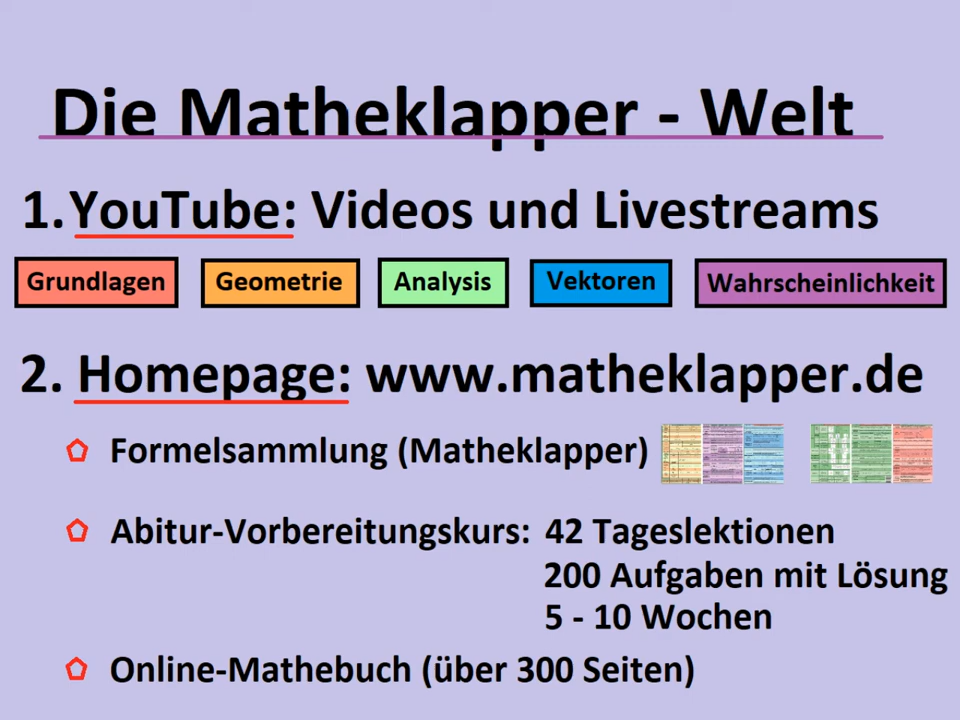 Die Matheklapper - Welt
1. YouTube: Videos und Livestreams
Grundlagen Geometrie Analysis Vektoren Wahrscheinlichkeit
2. Homepage: www.matheklapper.de
Formelsammlung (Matheklapper)
Abitur-Vorbereitungskurs: 42 Tageslektionen
200 Aufgaben mit Lösung
5 - 10 Wochen
Online-Mathebuch (über 300 Seiten)